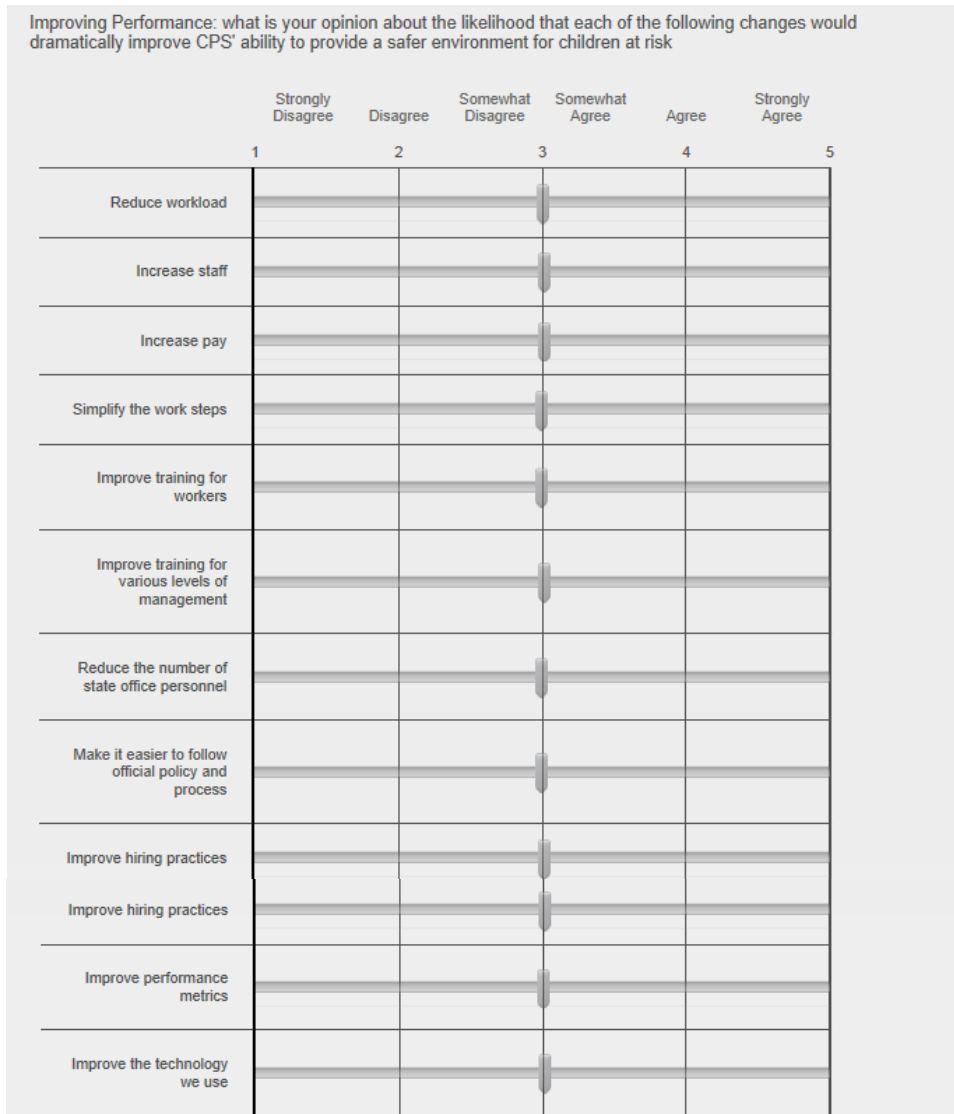 Improving Performance: what is your opinion about the likelihood that each of the following changes would
dramatically improve CPS' ability to provide a safer environment for children at risk
Strongly Disagree Disagree Somewhat Disagree Somewhat Agree Agree Strongly Agree
1 2 3 4 5
Reduce workload
Increase staff
Increase pay
Simplify the work steps
Improve training for
workers
Improve training for
various levels of
management
Reduce the number of
state office personnel
Make it easier to follow
official policy and
process
Improve hiring practices
Improve hiring practices
Improve performance
metrics
Improve the technology
we use